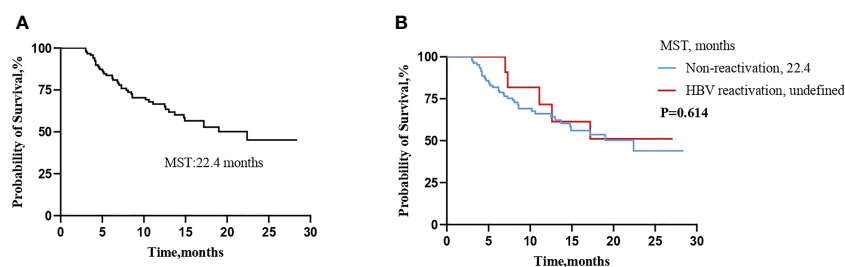 A
Probability of Survival,%
100
75
50
25
0
MST:22.4 months
0 5 10 15 20 25 30
Time,months
B
Probability of Survival,%
100
75
50
25
0
0 5 10 15 20 25 30
Time,months
MST, months
Non-reactivation, 22.4
HBV reactivation, undefined
P=0.614